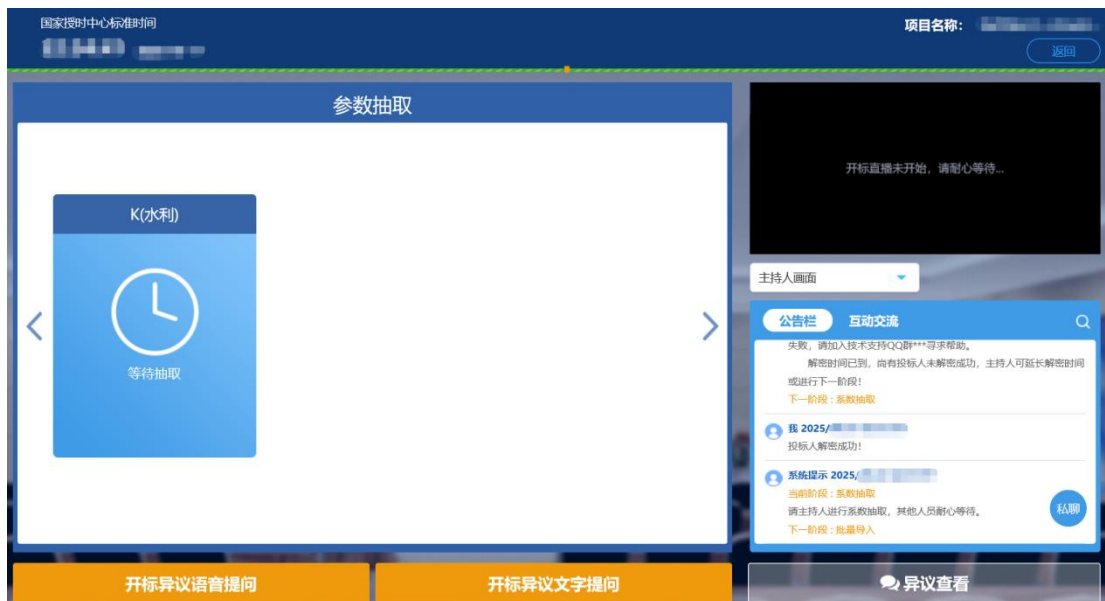 国家授时中心标准时间
项目名称：
返回
参数抽取
K(水利)
等待抽取
开标直播未开始，请耐心等待...
主持人画面
公告栏
互动交流
失败，请加入技术支持QQ群***寻求帮助。
解密时间已到，尚有投标人未解密成功，主持人可延长解密时间
或进行下一阶段！
下一阶段 : 系数抽取
我 2025/
投标人解密成功！
系统提示 2025/
当前阶段 : 系数抽取
请主持人进行系数抽取，其他人员耐心等待。
下一阶段 : 批量导入
私聊
开标异议语音提问
开标异议文字提问
异议查看